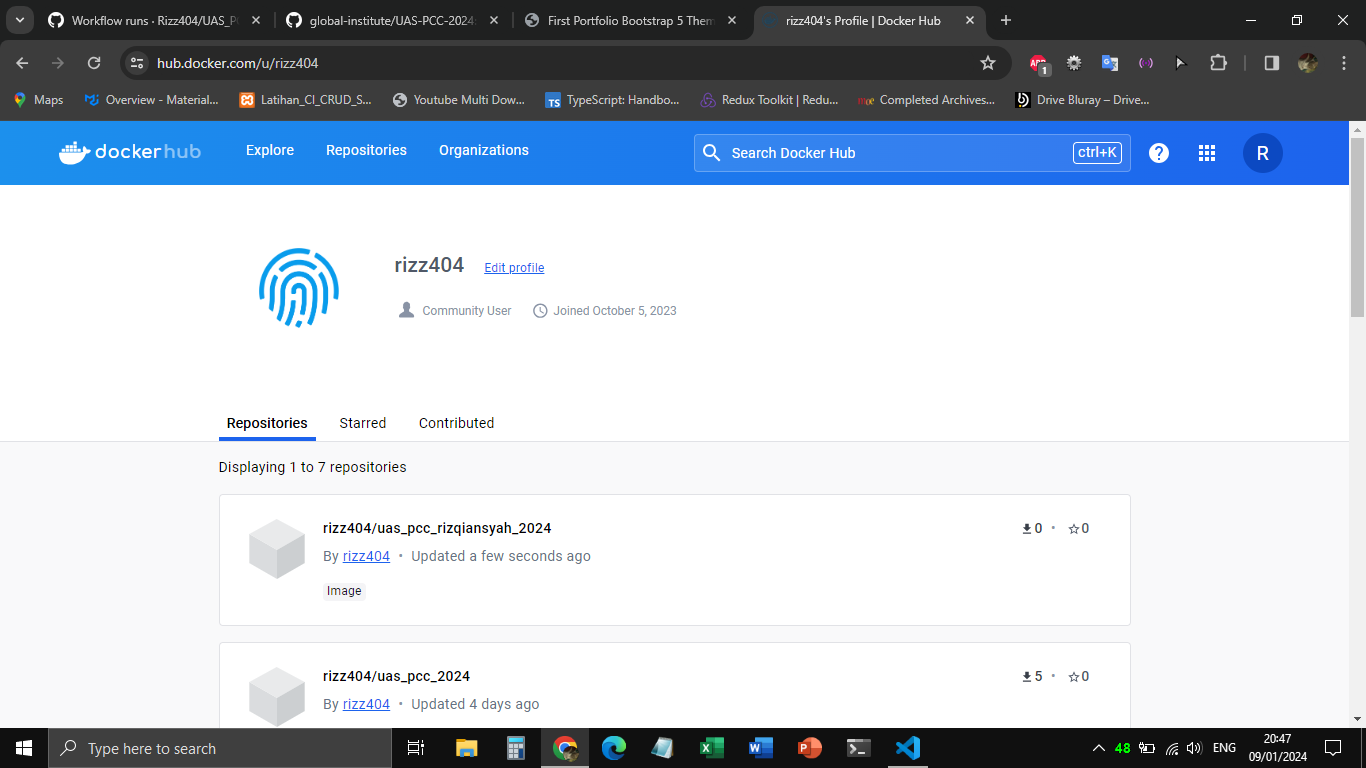 Workflow runs · Rizz404/UAS_P
global-institute/UAS-PCC-2024
First Portfolio Bootstrap 5 Them
rizz404's Profile | Docker Hub
hub.docker.com/u/rizz404
ABP
1
Maps
Overview - Material...
Latihan_CI_CRUD_S...
Youtube Multi Dow...
TS
TypeScript: Handbo...
Redux Toolkit | Redu...
Completed Archives...
Drive Bluray – Drive...
docker hub
Explore
Repositories
Organizations
Search Docker Hub
ctrl+K
?
R
rizz404
Edit profile
Community User
Joined October 5, 2023
Repositories
Starred
Contributed
Displaying 1 to 7 repositories
rizz404/uas_pcc_rizqiansyah_2024
0 • 0
By rizz404 • Updated a few seconds ago
Image
rizz404/uas_pcc_2024
5 • 0
By rizz404 • Updated 4 days ago
Type here to search
48
ENG
20:47
09/01/2024